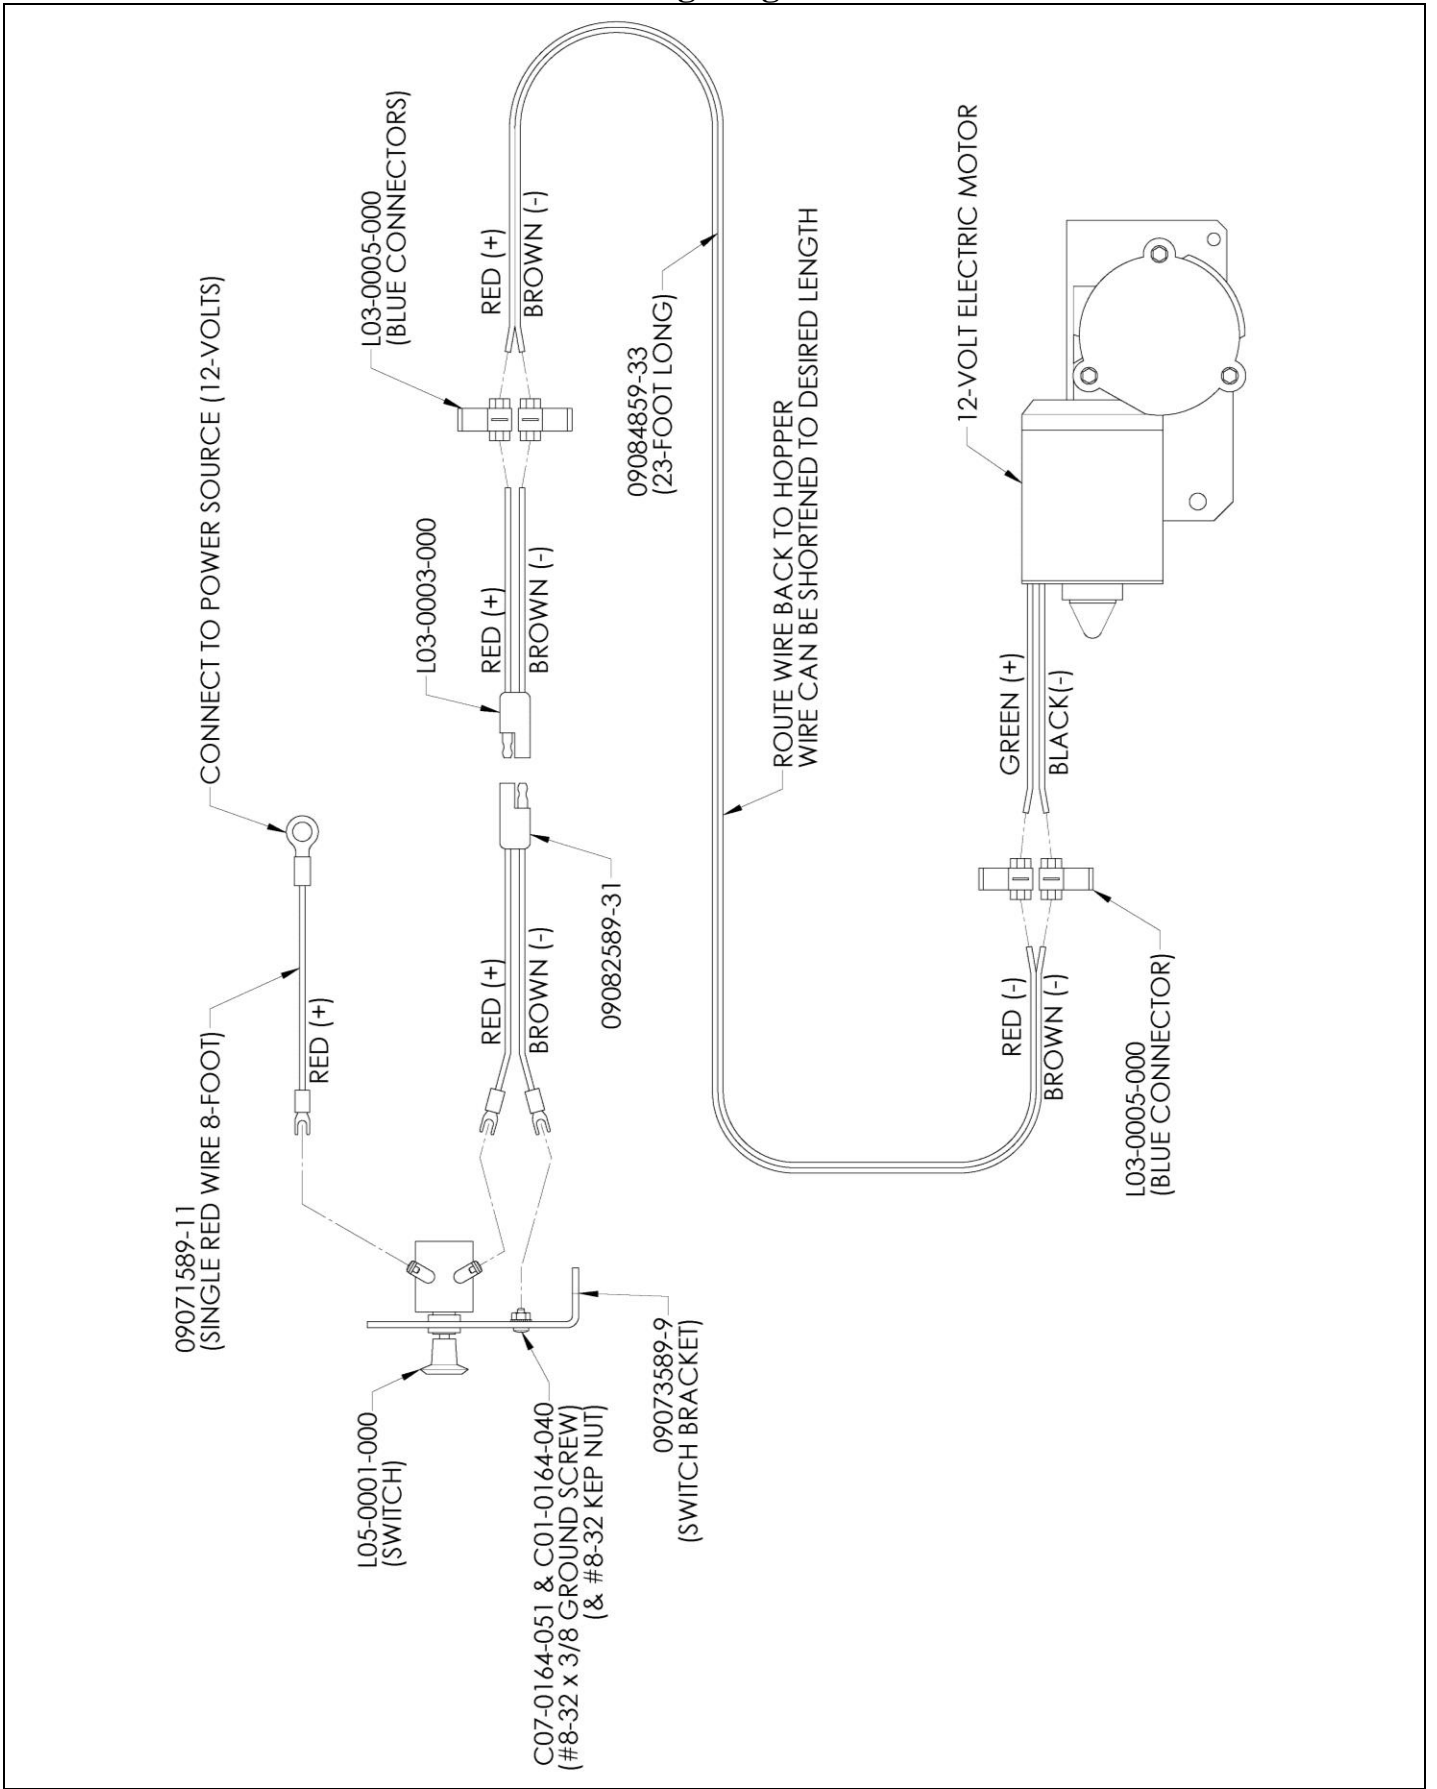 09071589-11
(SINGLE RED WIRE 8-FOOT)
CONNECT TO POWER SOURCE (12-VOLTS)
RED (+)
L05-0001-000
(SWITCH)
L03-0003-000
L03-0005-000
(BLUE CONNECTORS)
RED (+)
BROWN (-)
RED (+)
BROWN (-)
RED (+)
BROWN (-)
C07-0164-051 & C01-0164-040
(#8-32 x 3/8 GROUND SCREW)
(& #8-32 KEP NUT)
09082589-31
09073589-9
(SWITCH BRACKET)
09084859-33
(23-FOOT LONG)
ROUTE WIRE BACK TO HOPPER
WIRE CAN BE SHORTENED TO DESIRED LENGTH
12-VOLT ELECTRIC MOTOR
RED (-)
BROWN (-)
GREEN (+)
BLACK(-)
L03-0005-000
(BLUE CONNECTOR)